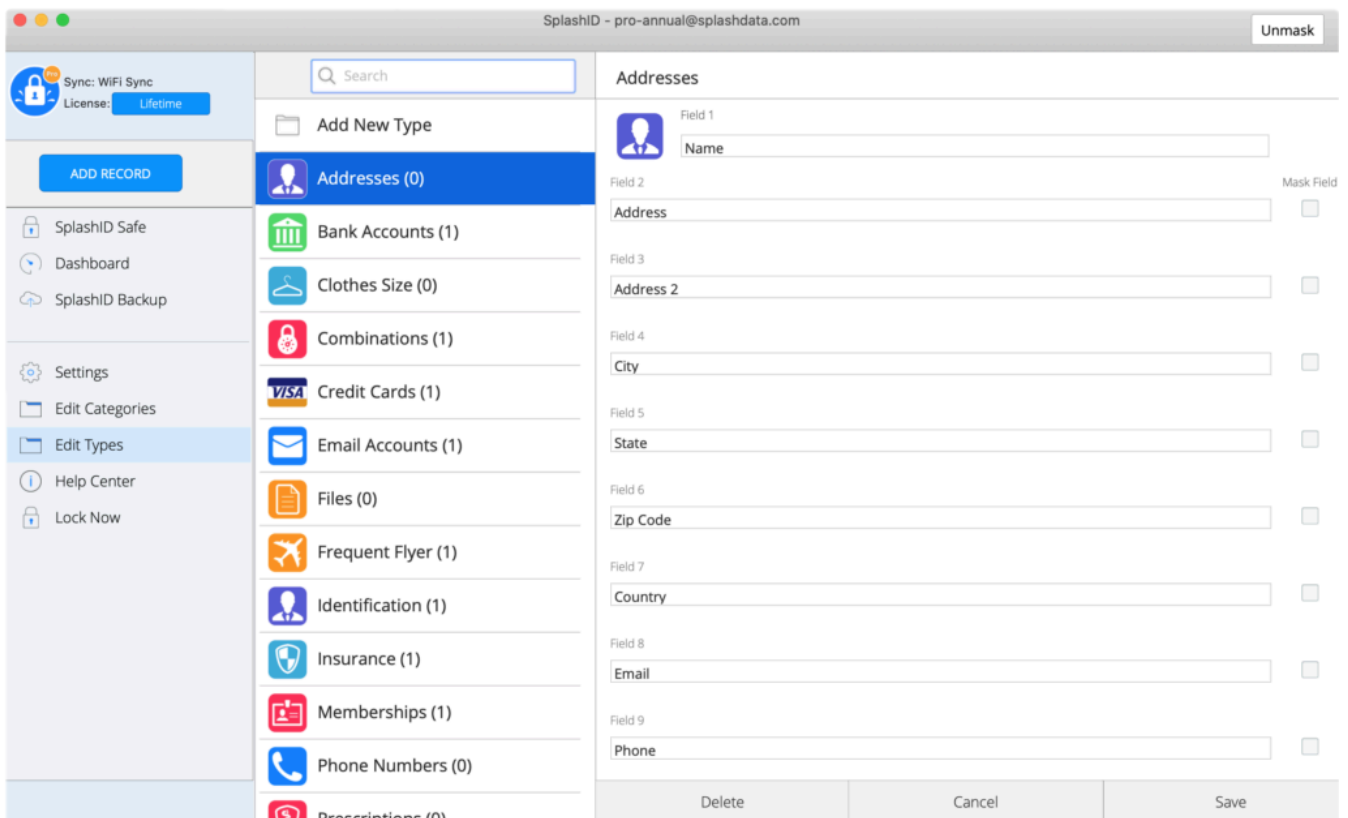 SplashID - pro-annual@splashdata.com
Unmask
Pro
Sync: WiFi Sync
License: Lifetime
ADD RECORD
SplashID Safe
Dashboard
SplashID Backup
Settings
Edit Categories
Edit Types
Help Center
Lock Now
Search
Add New Type
Addresses (0)
Bank Accounts (1)
Clothes Size (0)
Combinations (1)
VISA
Credit Cards (1)
Email Accounts (1)
Files (0)
Frequent Flyer (1)
Identification (1)
Insurance (1)
Memberships (1)
Phone Numbers (0)
Prescriptions (0)
Addresses
Field 1
Name
Field 2
Mask Field
Address
Field 3
Address 2
Field 4
City
Field 5
State
Field 6
Zip Code
Field 7
Country
Field 8
Email
Field 9
Phone
Delete
Cancel
Save